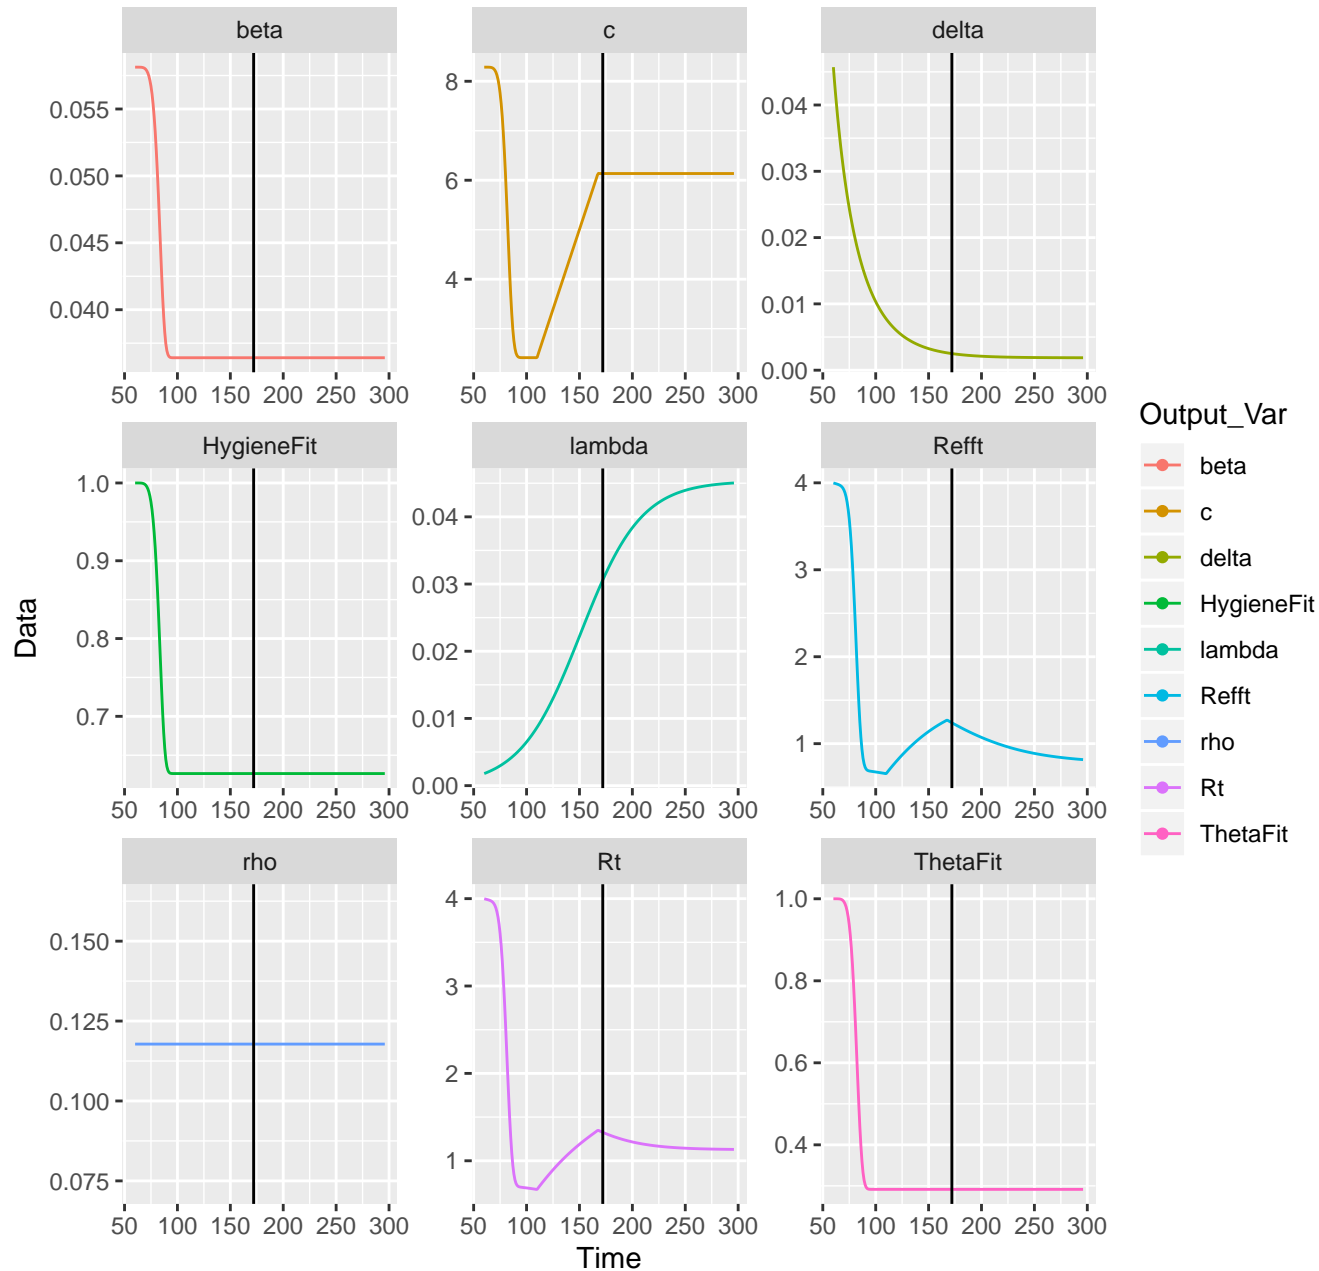 beta c delta
0.055
0.050
0.045
0.040
50 100 150 200 250 300
8
6
4
50 100 150 200 250 300
0.04
0.03
0.02
0.01
0.00
50 100 150 200 250 300
HygieneFit lambda Refft
1.0
0.9
0.8
0.7
50 100 150 200 250 300
0.04
0.03
0.02
0.01
0.00
50 100 150 200 250 300
4
3
2
1
50 100 150 200 250 300
rho Rt ThetaFit
0.150
0.125
0.100
0.075
50 100 150 200 250 300
4
3
2
1
50 100 150 200 250 300
1.0
0.8
0.6
0.4
50 100 150 200 250 300
Data
Time
Output_Var
beta
c
delta
HygieneFit
lambda
Refft
rho
Rt
ThetaFit